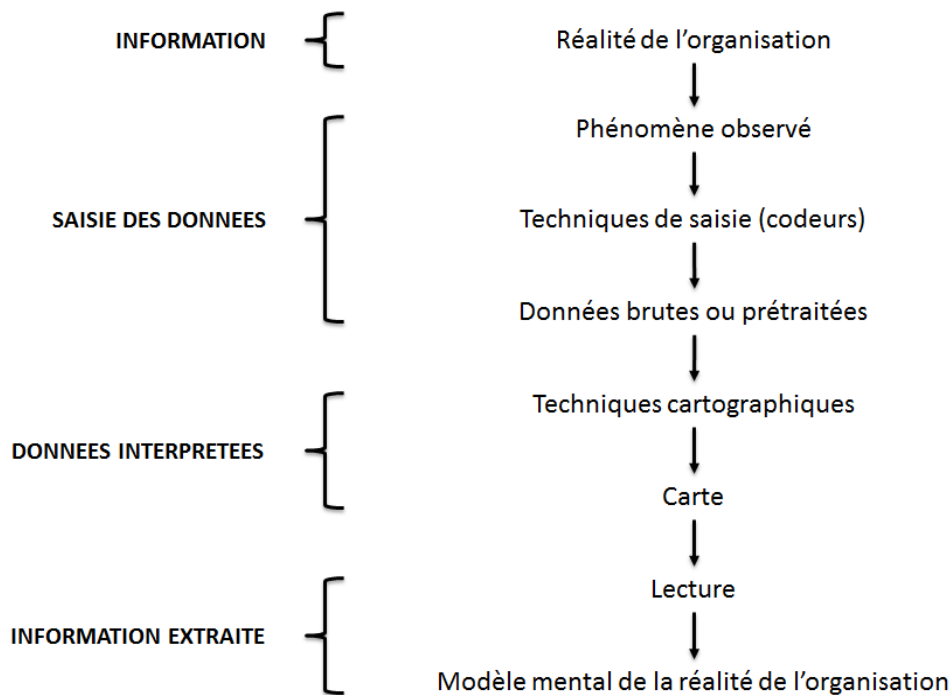 INFORMATION
Réalité de l'organisation
Phénomène observé
SAISIE DES DONNEES
Techniques de saisie (codeurs)
Données brutes ou prétraitées
Techniques cartographiques
DONNEES INTERPRETEES
Carte
Lecture
INFORMATION EXTRAITE
Modèle mental de la réalité de l'organisation